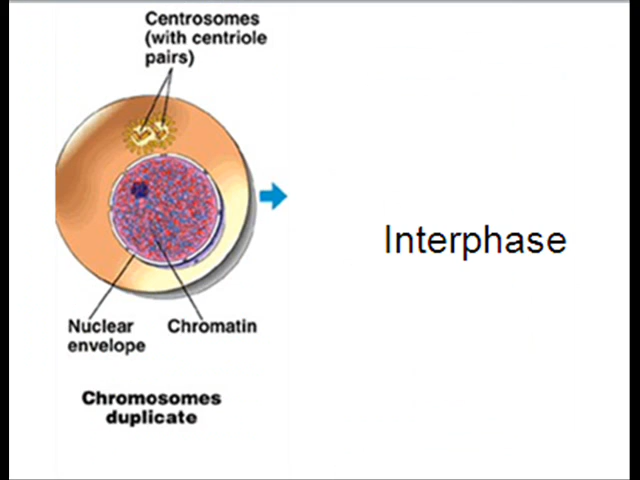 Centrosomes
(with centriole
pairs)
Interphase
Nuclear
envelope
Chromatin
Chromosomes
duplicate